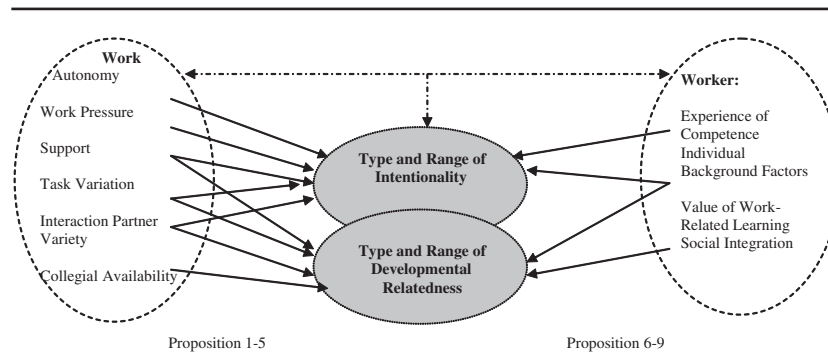 Work
Autonomy
Work Pressure
Support
Task Variation
Interaction Partner
Variety
Collegial Availability
Type and Range of
Intentionality
Type and Range of
Developmental
Relatedness
Worker:
Experience of
Competence
Individual
Background Factors
Value of Work-
Related Learning
Social Integration
Proposition 1-5
Proposition 6-9